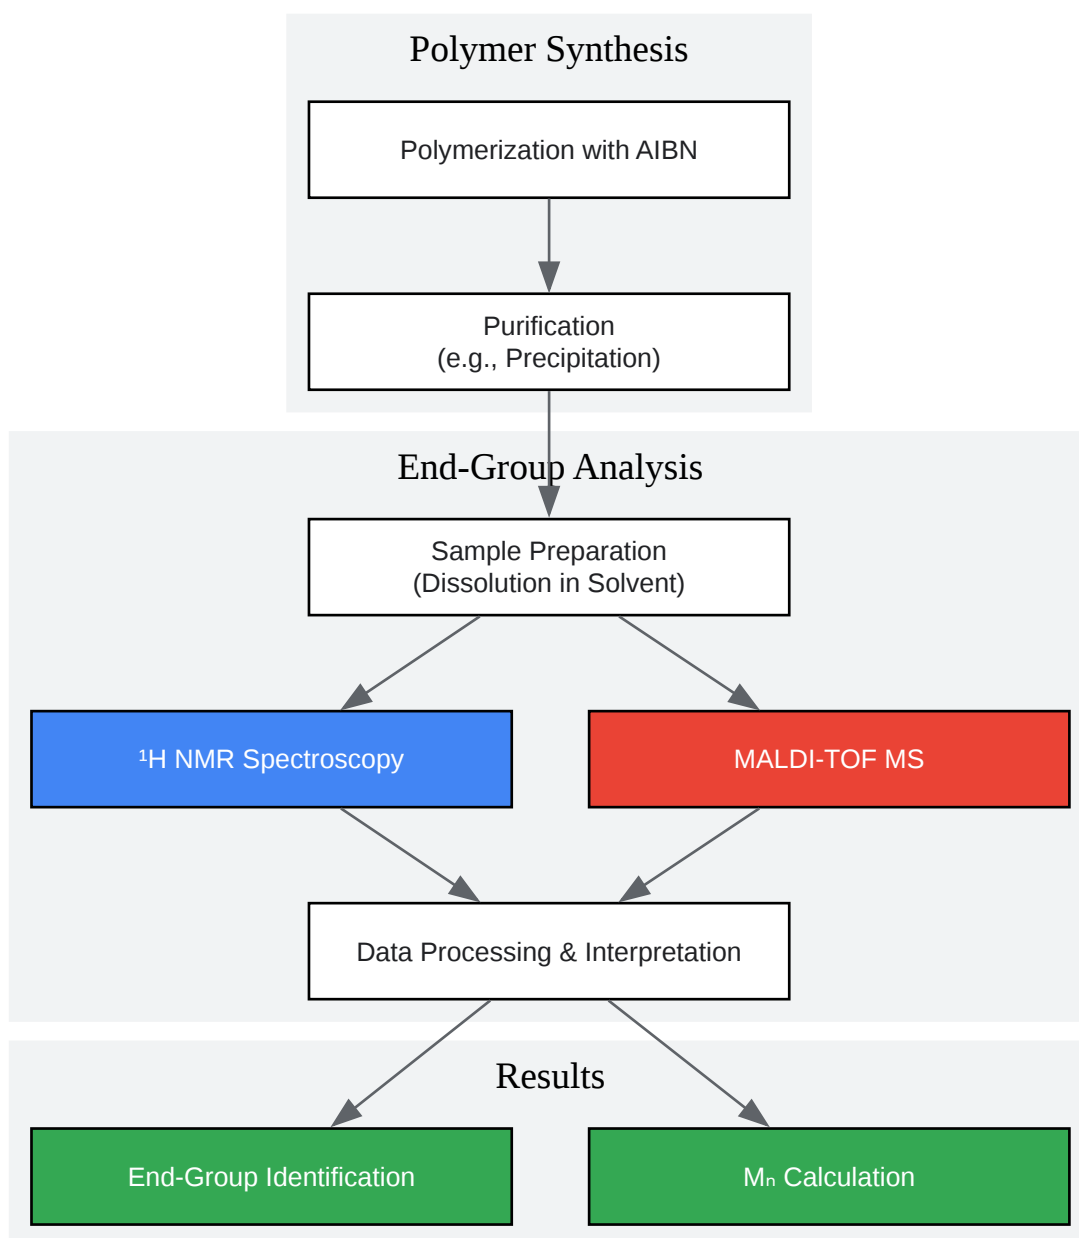 Polymer Synthesis
Polymerization with AIBN
Purification
(e.g., Precipitation)
End-Group Analysis
Sample Preparation
(Dissolution in Solvent)
¹H NMR Spectroscopy
MALDI-TOF MS
Data Processing & Interpretation
Results
End-Group Identification
Mₙ Calculation